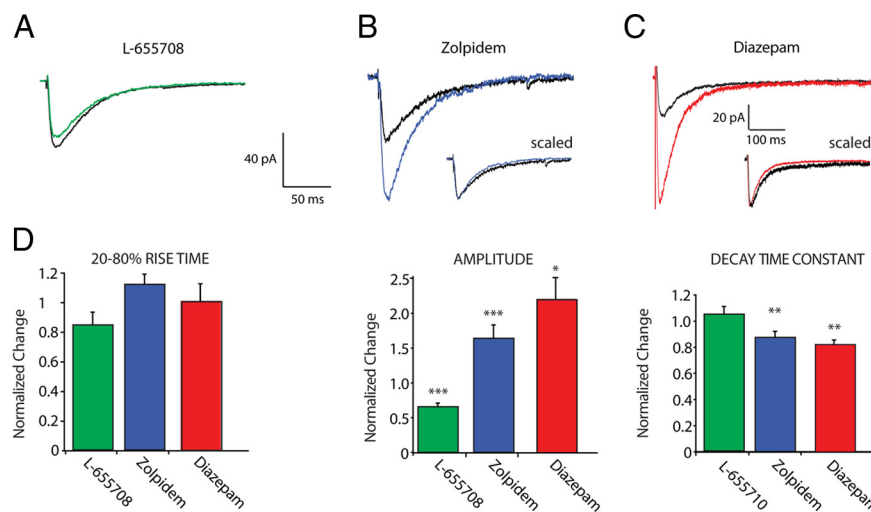 A
L-655708
40 pA
50 ms
B
Zolpidem
scaled
C
Diazepam
20 pA
100 ms
scaled
D
20-80% RISE TIME
Normalized Change
1.2
1
0.8
0.6
0.4
0.2
0
L-655708
Zolpidem
Diazepam
AMPLITUDE
Normalized Change
2.5
2.0
1.5
1.0
0.5
0
***
***
*
L-655708
Zolpidem
Diazepam
DECAY TIME CONSTANT
Normalized Change
1.2
1.0
0.8
0.6
0.4
0.2
0
**
**
L-655710
Zolpidem
Diazepam